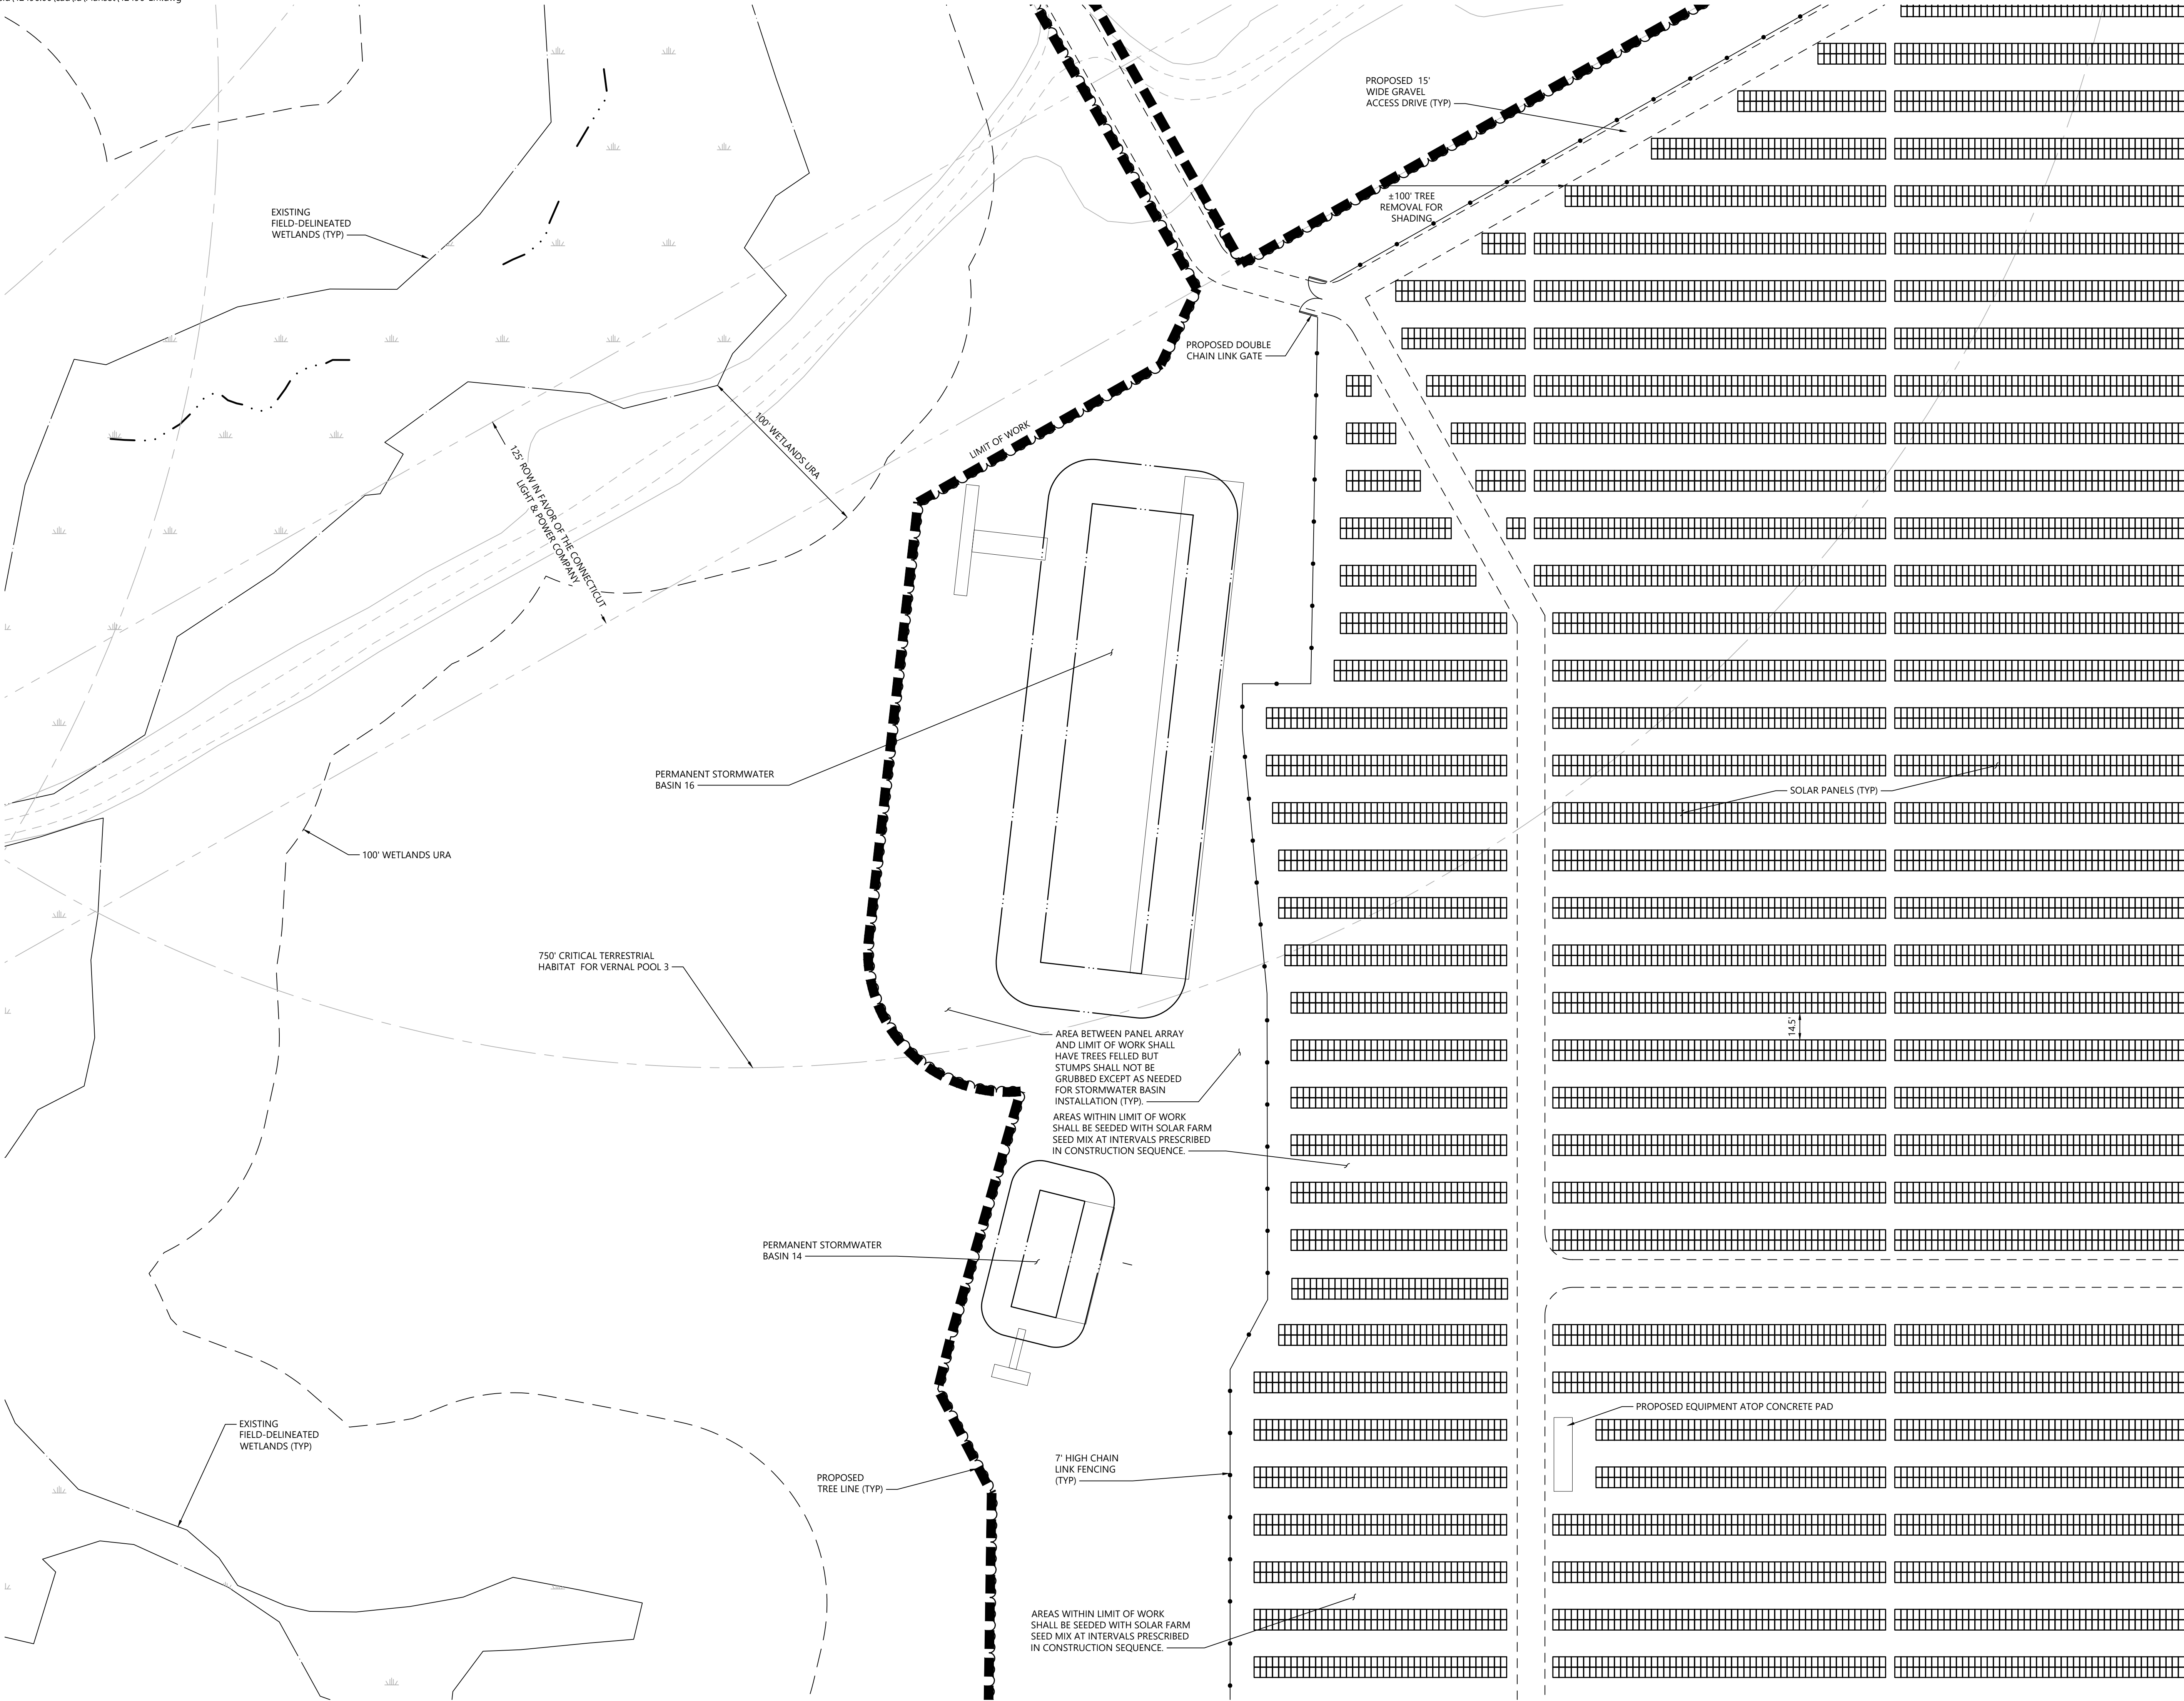 PROPOSED 15'
WIDE GRAVEL
ACCESS DRIVE (TYP)
±100' TREE
REMOVAL FOR
SHADING
EXISTING
FIELD-DELINEATED
WETLANDS (TYP)
PROPOSED DOUBLE
CHAIN LINK GATE
100' WETLANDS URA
LIMIT OF WORK
125' ROW IN FAVOR OF THE CONNECTICUT
LIGHT & POWER COMPANY
PERMANENT STORMWATER
BASIN 16
SOLAR PANELS (TYP)
100' WETLANDS URA
750' CRITICAL TERRESTRIAL
HABITAT FOR VERNAL POOL 3
AREA BETWEEN PANEL ARRAY
AND LIMIT OF WORK SHALL
HAVE TREES FELLED BUT
STUMPS SHALL NOT BE
GRUBBED EXCEPT AS NEEDED
FOR STORMWATER BASIN
INSTALLATION (TYP).
14.5'
AREAS WITHIN LIMIT OF WORK
SHALL BE SEEDED WITH SOLAR FARM
SEED MIX AT INTERVALS PRESCRIBED
IN CONSTRUCTION SEQUENCE.
PERMANENT STORMWATER
BASIN 14
PROPOSED EQUIPMENT ATOP CONCRETE PAD
EXISTING
FIELD-DELINEATED
WETLANDS (TYP)
7' HIGH CHAIN
LINK FENCING
(TYP)
PROPOSED
TREE LINE (TYP)
AREAS WITHIN LIMIT OF WORK
SHALL BE SEEDED WITH SOLAR FARM
SEED MIX AT INTERVALS PRESCRIBED
IN CONSTRUCTION SEQUENCE.